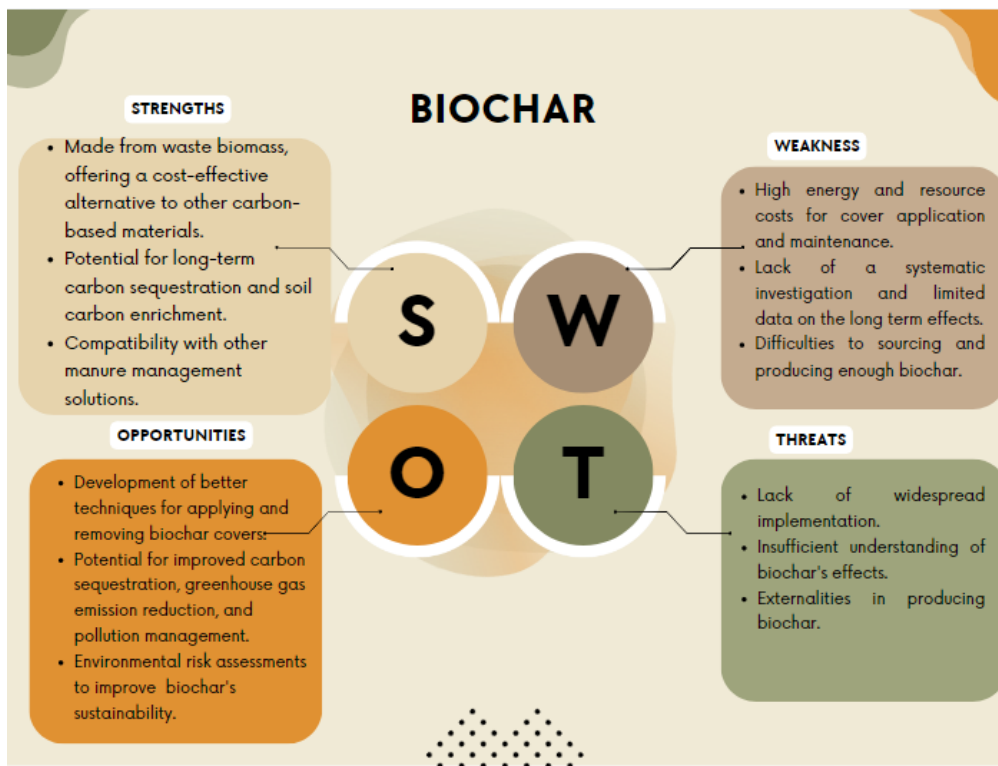 BIOCHAR
STRENGTHS
• Made from waste biomass,
offering a cost-effective
alternative to other carbon-
based materials.
• Potential for long-term
carbon sequestration and soil
carbon enrichment.
• Compatibility with other
manure management
solutions.
WEAKNESS
• High energy and resource
costs for cover application
and maintenance.
• Lack of a systematic
investigation and limited
data on the long term effects.
• Difficulties to sourcing and
producing enough biochar.
S
W
O
T
OPPORTUNITIES
• Development of better
techniques for applying and
removing biochar covers.
• Potential for improved carbon
sequestration, greenhouse gas
emission reduction, and
pollution management.
• Environmental risk assessments
to improve biochar's
sustainability.
THREATS
• Lack of widespread
implementation.
• Insufficient understanding of
biochar's effects.
• Externalities in producing
biochar.